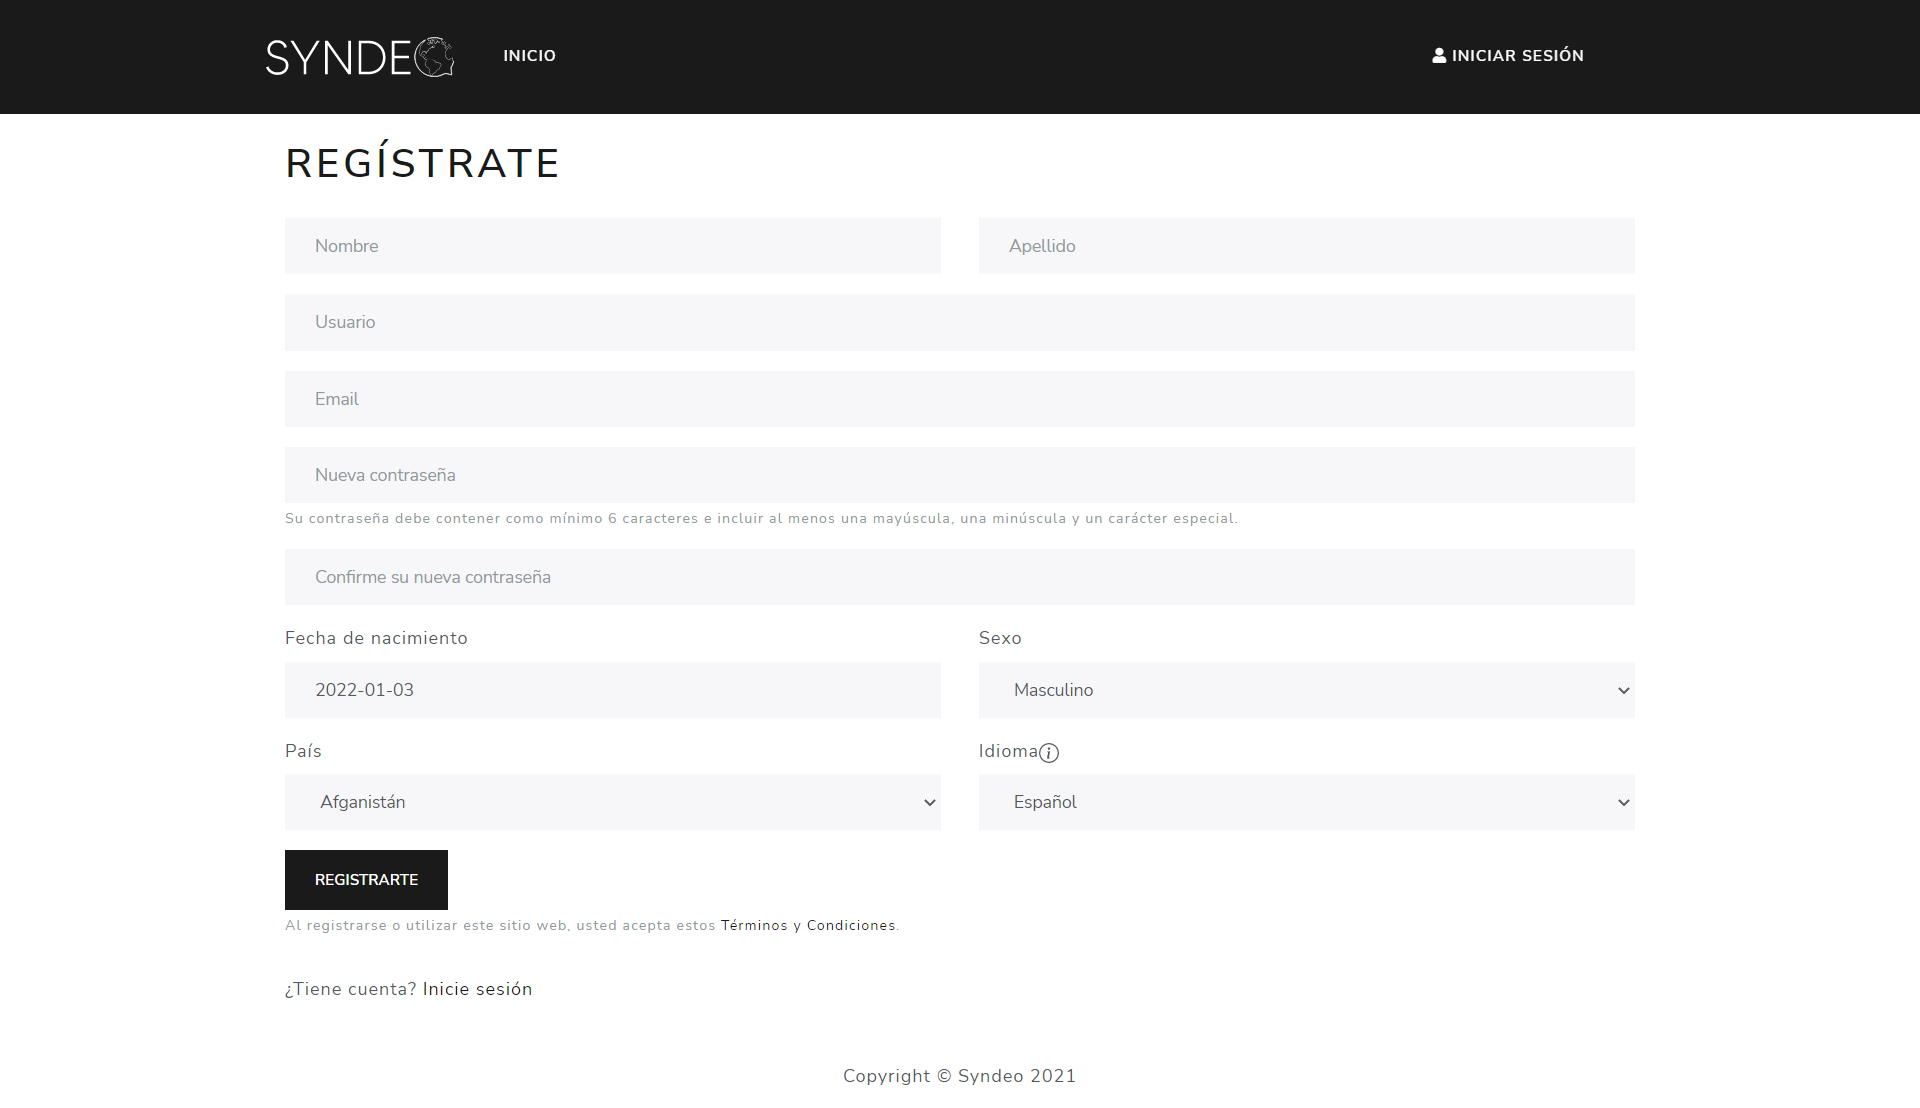 SYNDEO
INICIO
INICIAR SESIÓN
REGÍSTRATE
Nombre
Apellido
Usuario
Email
Nueva contraseña
Su contraseña debe contener como mínimo 6 caracteres e incluir al menos una mayúscula, una minúscula y un carácter especial.
Confirme su nueva contraseña
Fecha de nacimiento
Sexo
2022-01-03
Masculino
País
Idioma
Afganistán
Español
REGISTRARTE
Al registrarse o utilizar este sitio web, usted acepta estos Términos y Condiciones.
¿Tiene cuenta? Inicie sesión
Copyright © Syndeo 2021